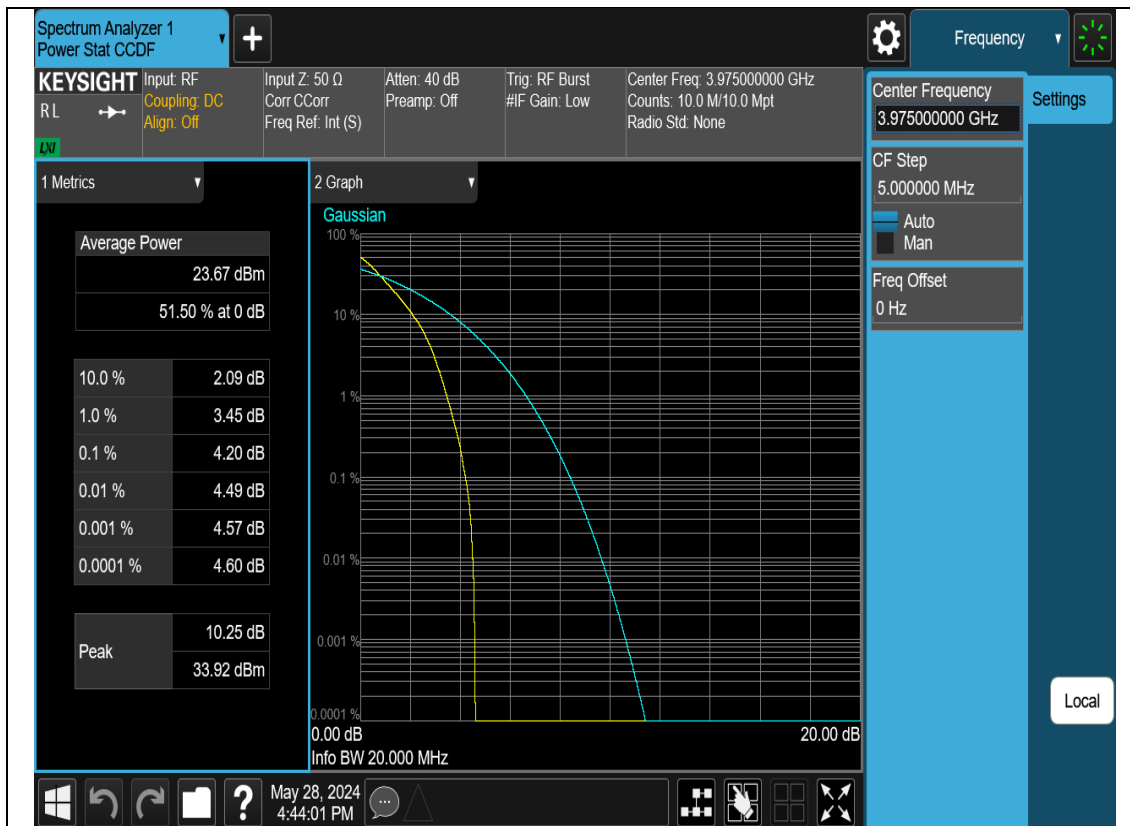 Spectrum Analyzer 1
Power Stat CCDF
+
Frequency
KEYSIGHT
R L
LXI
Input: RF
Coupling: DC
Align: Off
Input Z: 50 Ω
Corr CCorr
Freq Ref: Int (S)
Atten: 40 dB
Preamp: Off
Trig: RF Burst
#IF Gain: Low
Center Freq: 3.975000000 GHz
Counts: 10.0 M/10.0 Mpt
Radio Std: None
Center Frequency
3.975000000 GHz
Settings
CF Step
5.000000 MHz
Auto
Man
Freq Offset
0 Hz
Local
1 Metrics
Average Power
23.67 dBm
51.50 % at 0 dB
10.0 % 2.09 dB
1.0 % 3.45 dB
0.1 % 4.20 dB
0.01 % 4.49 dB
0.001 % 4.57 dB
0.0001 % 4.60 dB
Peak
10.25 dB
33.92 dBm
2 Graph
Gaussian
100 %
10 %
1 %
0.1 %
0.01 %
0.001 %
0.0001 %
0.00 dB 20.00 dB
Info BW 20.000 MHz
?
May 28, 2024
4:44:01 PM